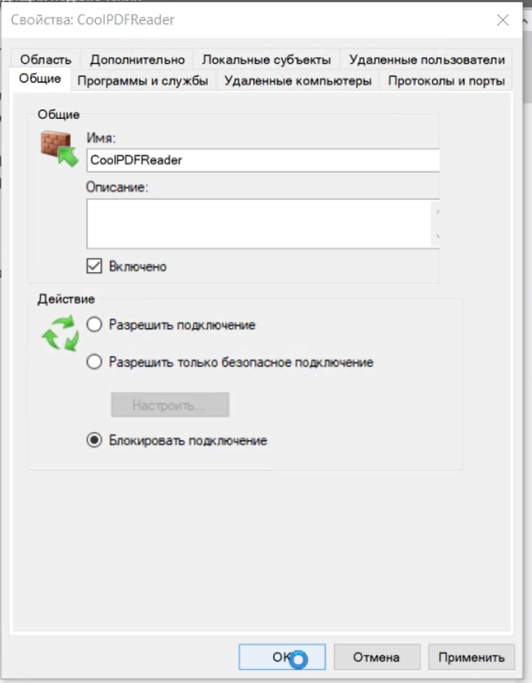 Свойства: CoolPDFReader
Область Дополнительно Локальные субъекты Удаленные пользователи
Общие Программы и службы Удаленные компьютеры Протоколы и порты
Общие
Имя:
CoolPDFReader
Описание:
Включено
Действие
Разрешить подключение
Разрешить только безопасное подключение
Настроить...
Блокировать подключение
OK Отмена Применить